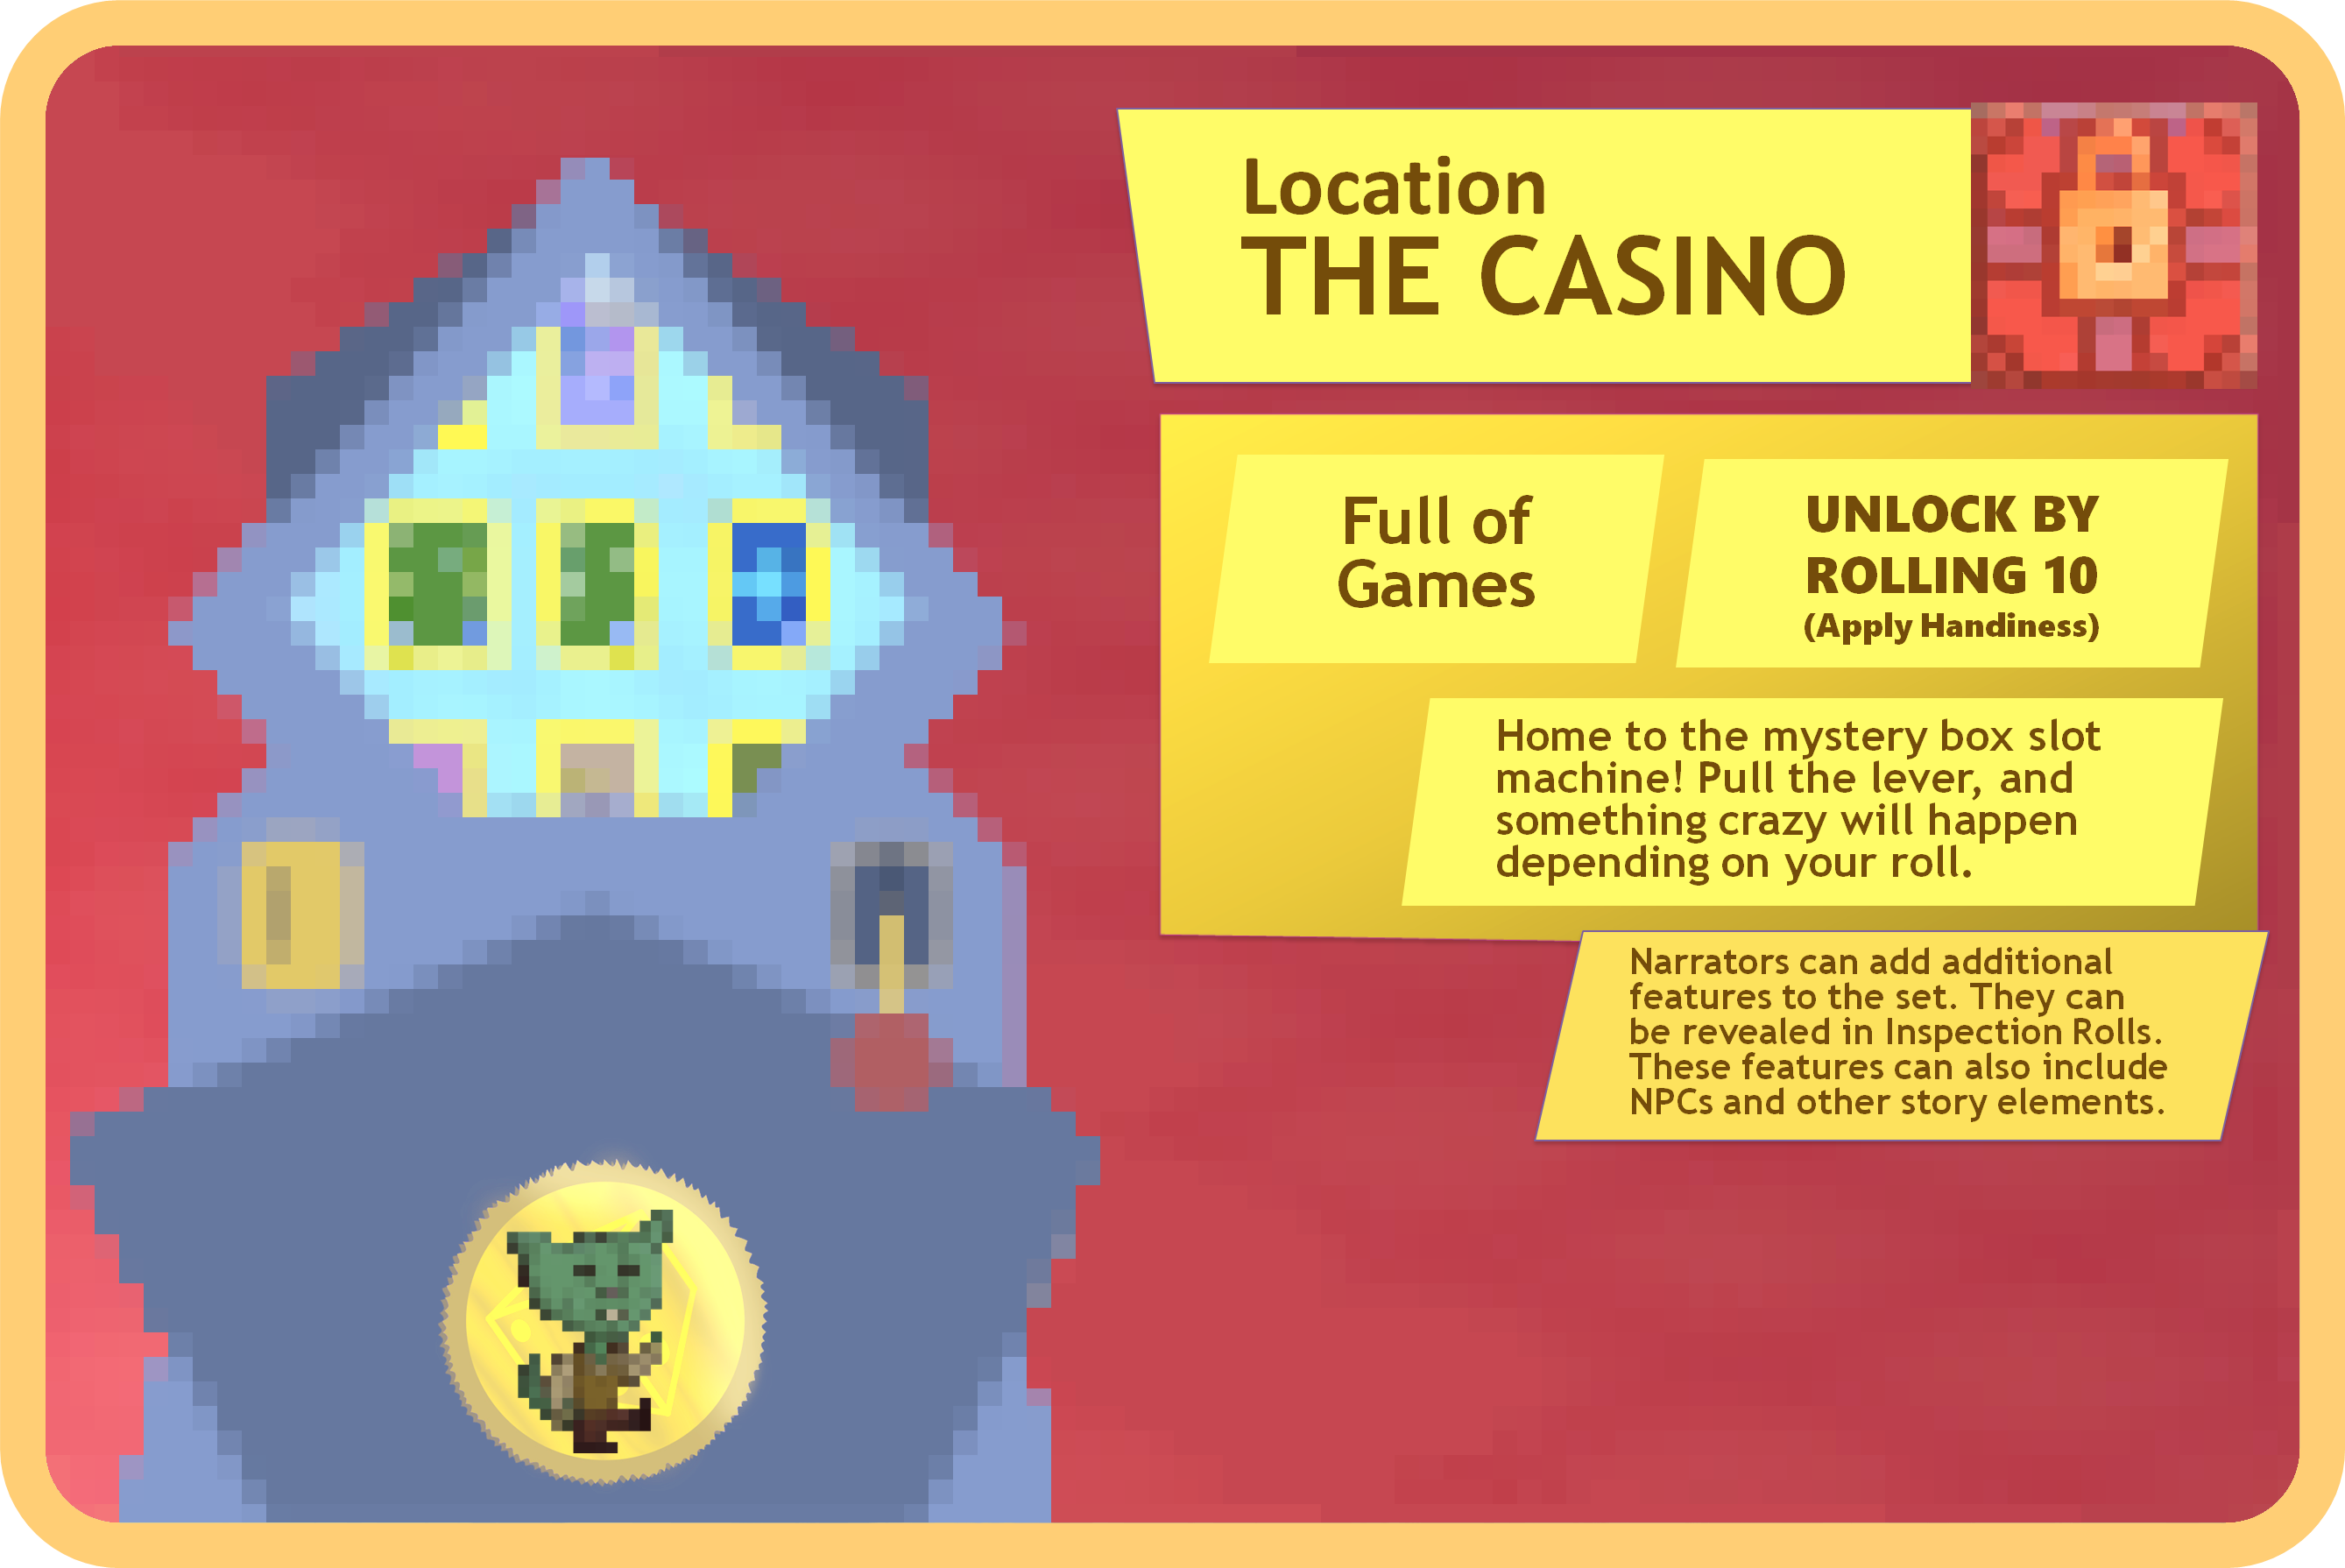 Location
THE CASINO
Full of
Games
UNLOCK BY
ROLLING 10
(Apply Handiness)
Home to the mystery box slot
machine! Pull the lever, and
something crazy will happen
depending on your roll.
Narrators can add additional
features to the set. They can
be revealed in Inspection Rolls.
These features can also include
NPCs and other story elements.